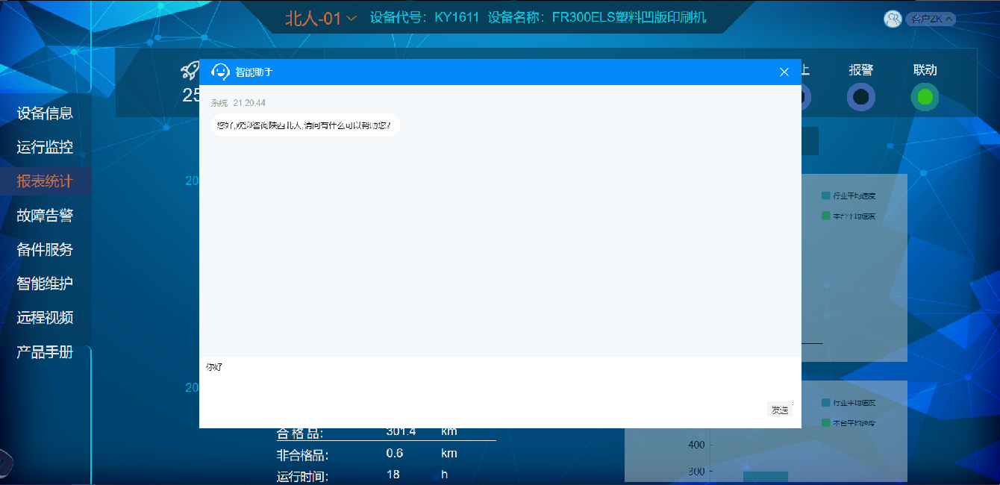 北人-01 设备代号：KY1611 设备名称：FR300ELS塑料凹版印刷机
客户ZK
报警
联动
25
智能助手
系统 21:20:44
您好,欢迎咨询陕西北人,请问有什么可以帮助您?
设备信息
运行监控
报表统计
故障告警
备件服务
智能维护
远程视频
产品手册
20
行业平均速度
本台平均速度
你好
发送
20
行业平均速度
本台平均速度
合格品： 301.4 km
非合格品： 0.6 km
运行时间： 18 h
400
300